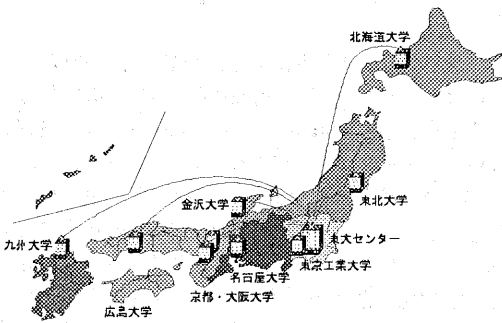 北海道大学
東北大学
金沢大学
九州大学
東大センター
東京工業大学
名古屋大学
京都・大阪大学
広島大学